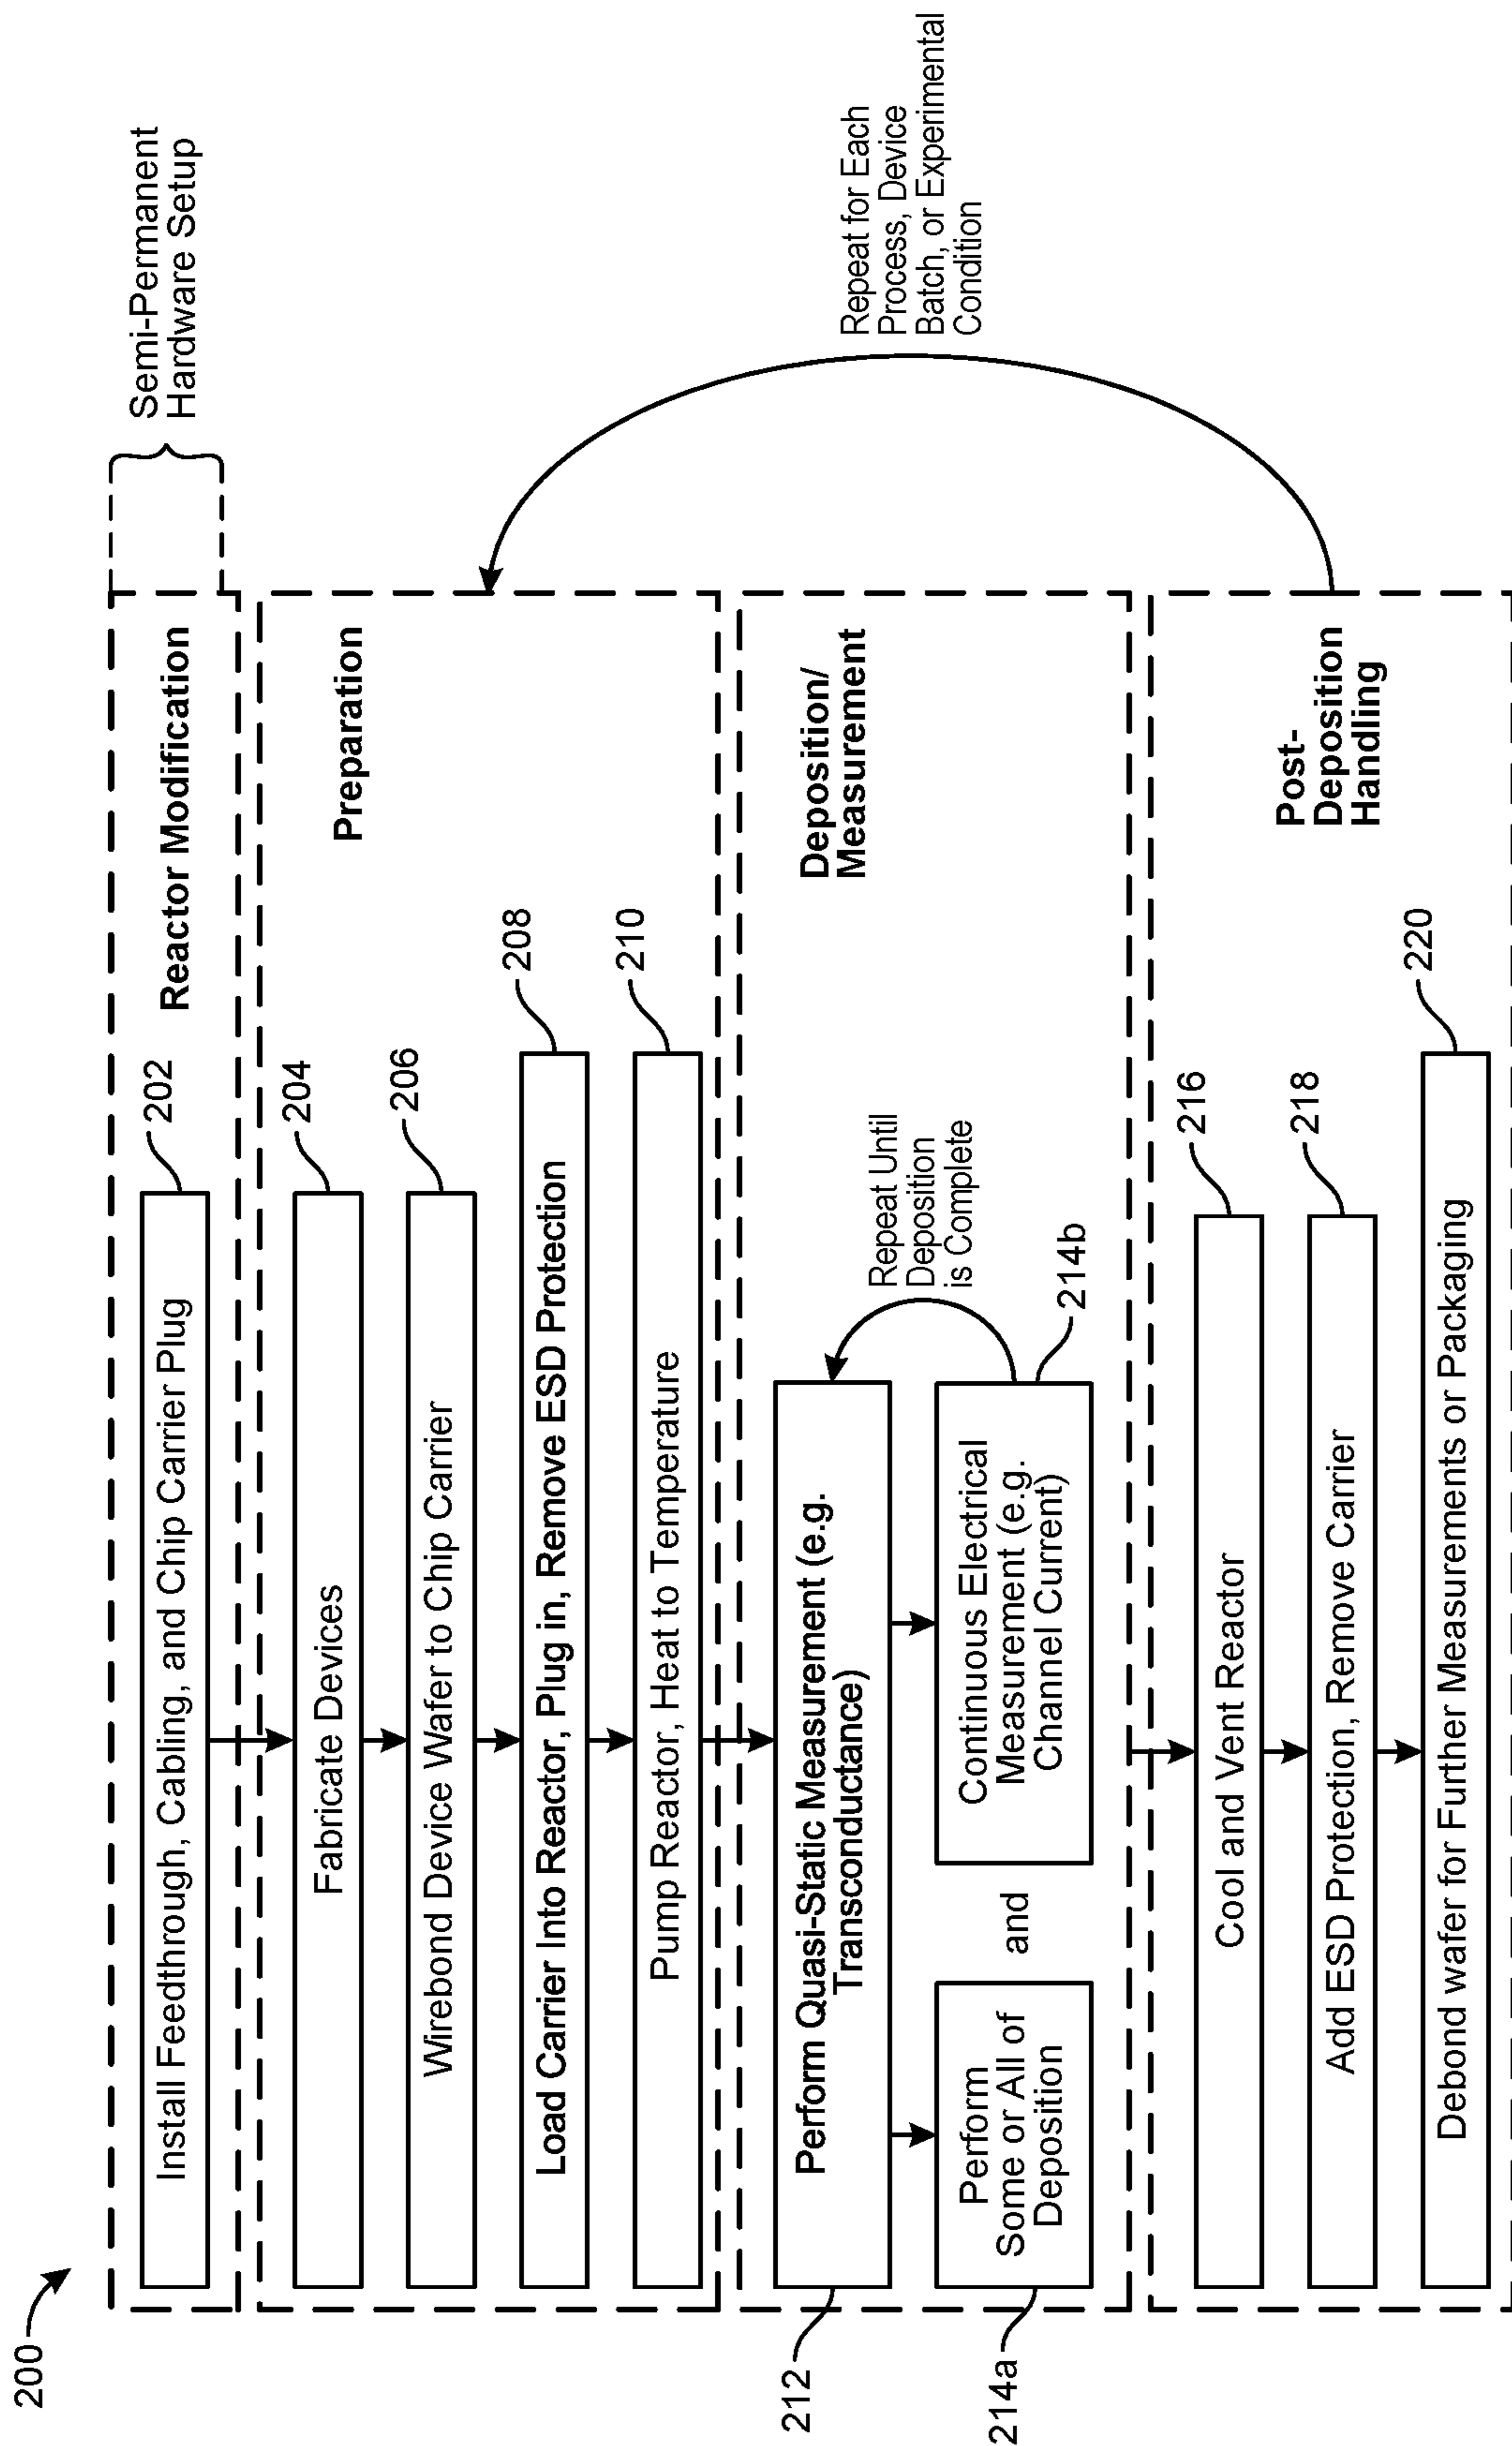 200
Semi-Permanent
Hardware Setup
Reactor Modification
Install Feedthrough, Cabling, and Chip Carrier Plug
202
Preparation
Fabricate Devices
204
Wirebond Device Wafer to Chip Carrier
206
Load Carrier Into Reactor, Plug in, Remove ESD Protection
208
Pump Reactor, Heat to Temperature
210
Repeat for Each
Process, Device
Batch, or Experimental
Condition
Deposition/
Measurement
212
Perform Quasi-Static Measurement (e.g.
Transconductance)
Repeat Until
Deposition
is Complete
214a
Perform
Some or All of
Deposition
and
Continuous Electrical
Measurement (e.g.
Channel Current)
214b
Post-
Deposition
Handling
Cool and Vent Reactor
216
Add ESD Protection, Remove Carrier
218
Debond wafer for Further Measurements or Packaging
220